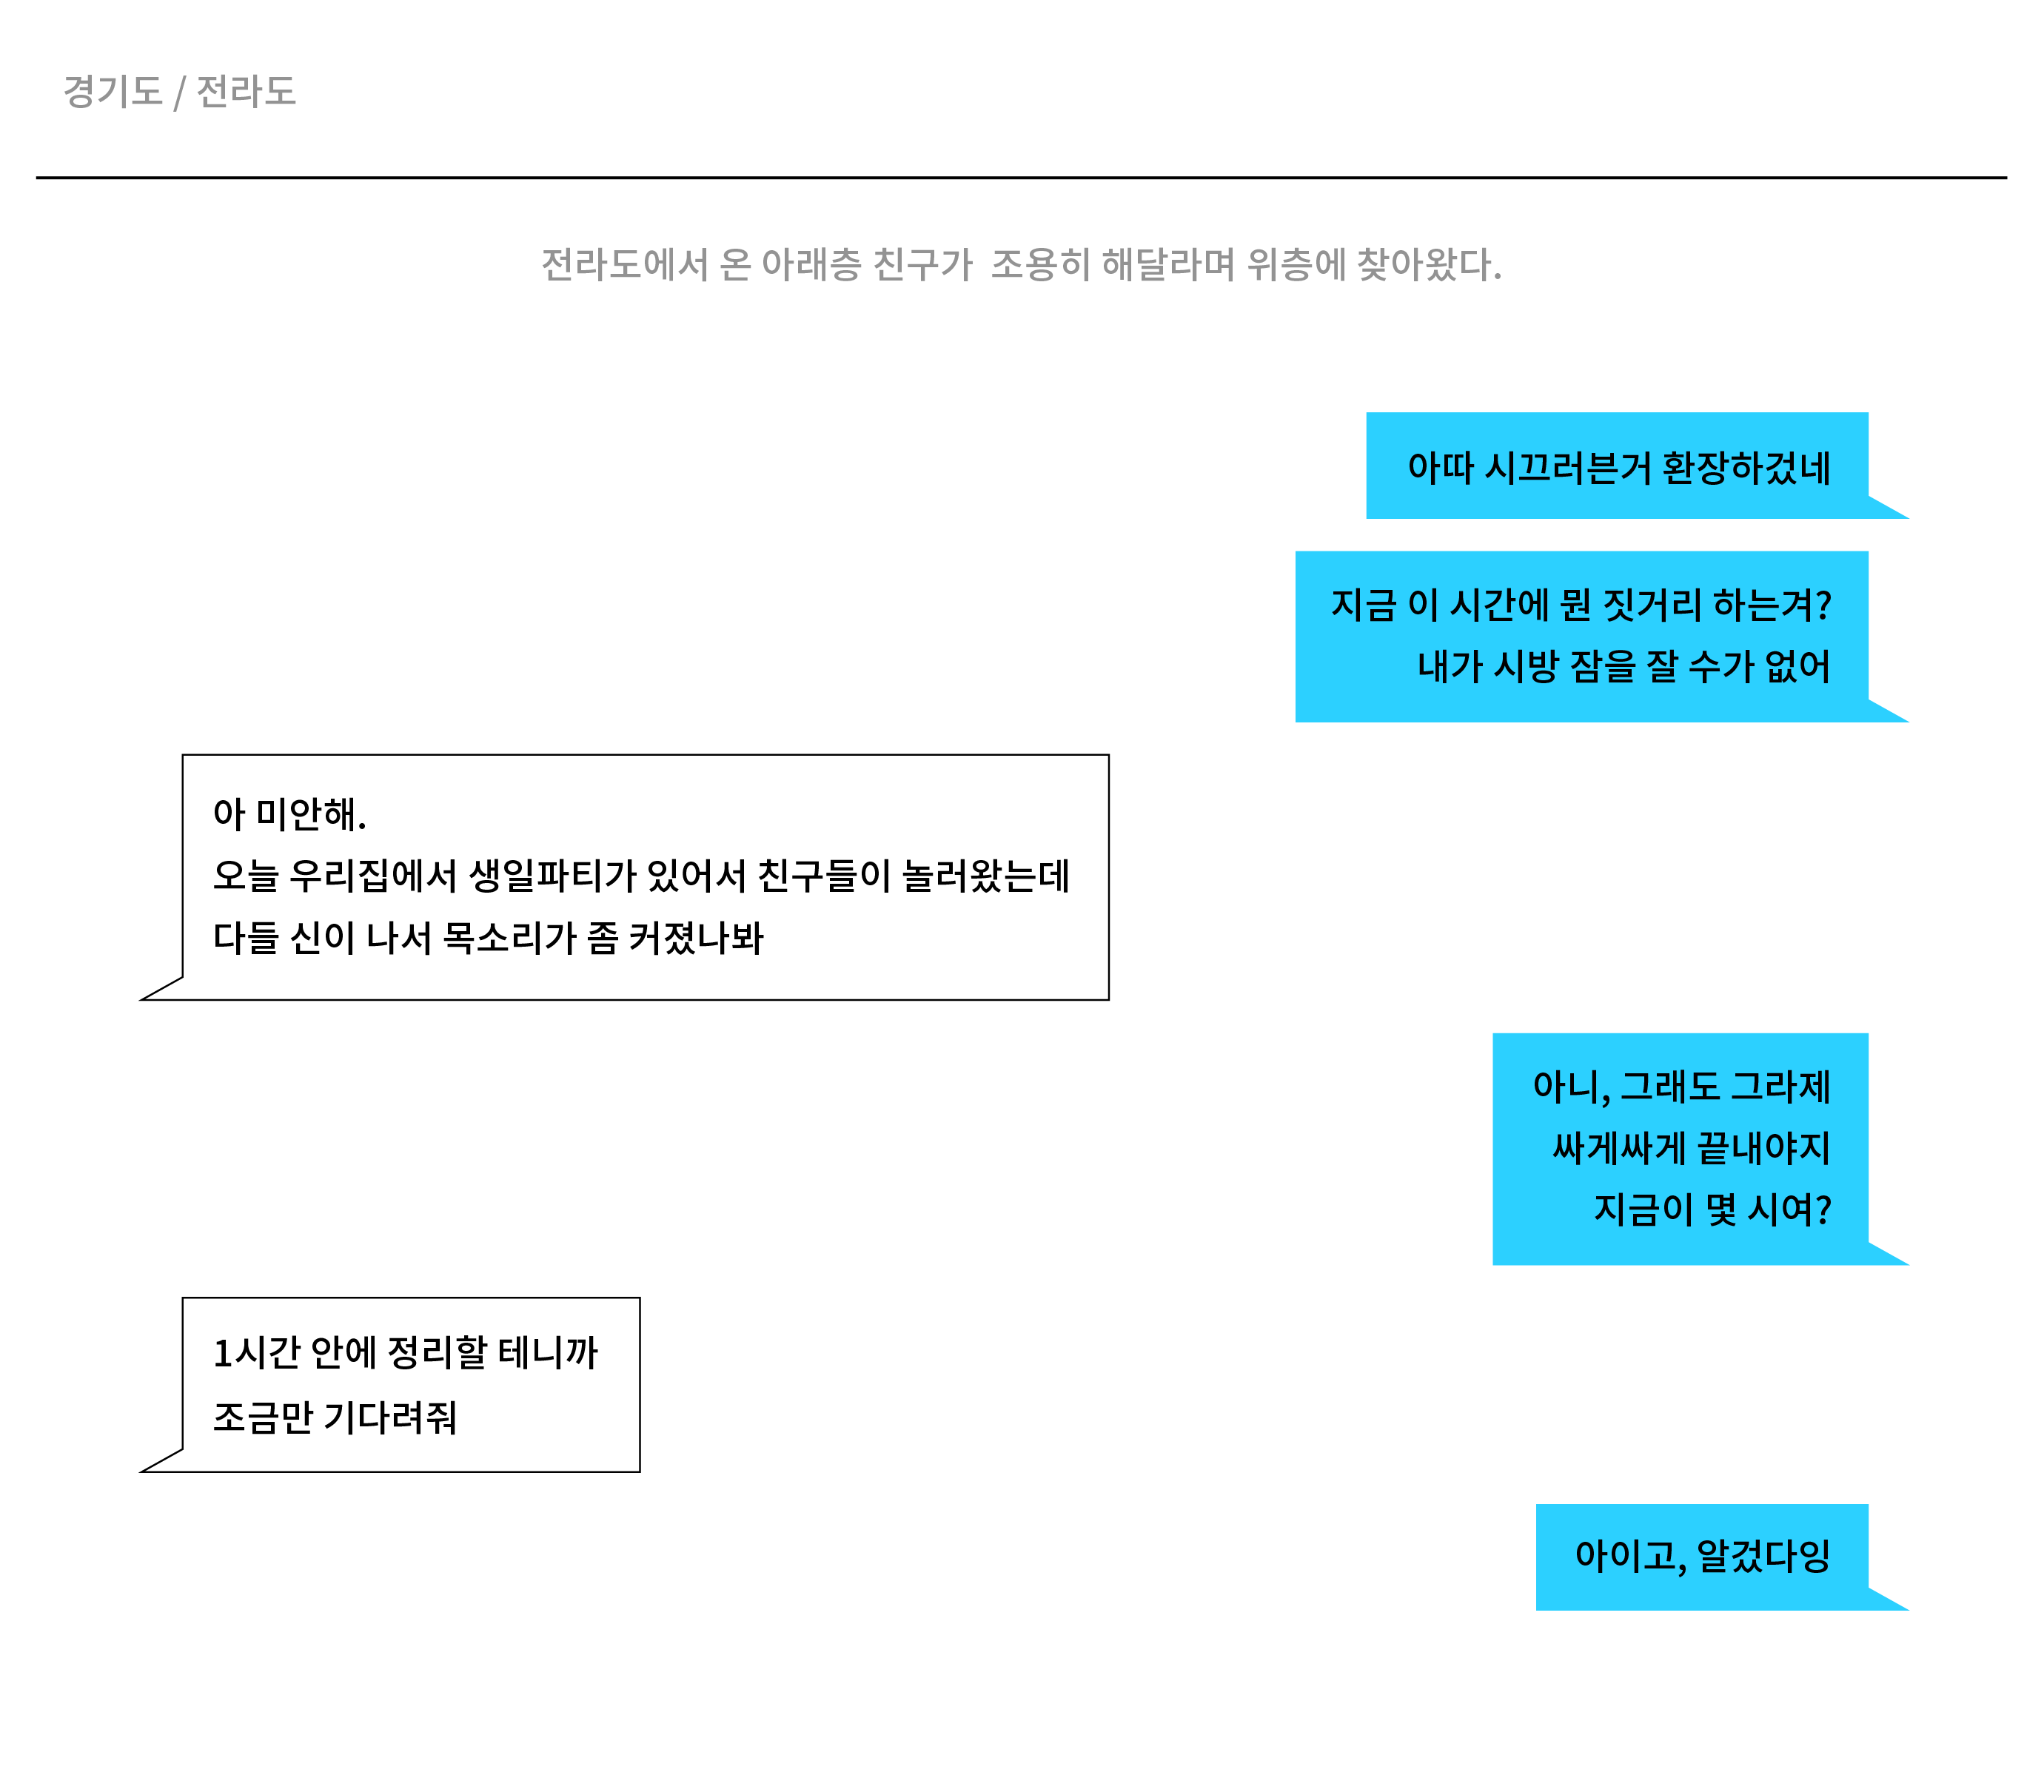 경기도 / 전라도
전라도에서 온 아래층 친구가 조용히 해달라며 위층에 찾아왔다.
아따 시끄러븐거 환장하겄네
지금 이 시간에 뭔 짓거리 하는겨?
내가 시방 잠을 잘 수가 없어
아 미안해.
오늘 우리집에서 생일파티가 있어서 친구들이 놀러왔는데
다들 신이 나서 목소리가 좀 커졌나봐
아니, 그래도 그라제
싸게싸게 끝내야지
지금이 몇 시여?
1시간 안에 정리할 테니까
조금만 기다려줘
아이고, 알겄다잉